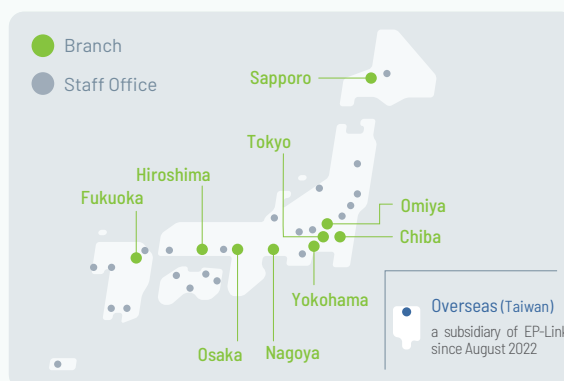 Branch
Staff Office
Sapporo
Tokyo
Hiroshima
Fukuoka
Omiya
Chiba
Yokohama
Osaka
Nagoya
Overseas (Taiwan)
a subsidiary of EP-Link
since August 2022